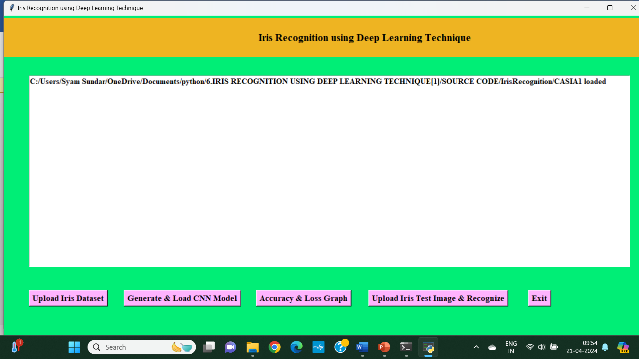 Iris Recognition using Deep Learning Technique
Iris Recognition using Deep Learning Technique
C:/Users/Syam Sundar/OneDrive/Documents/python/6.IRIS RECOGNITION USING DEEP LEARNING TECHNIQUE[1]/SOURCE CODE/IrisRecognition/CASIA1 loaded
Upload Iris Dataset Generate & Load CNN Model Accuracy & Loss Graph Upload Iris Test Image & Recognize Exit
Search
ENG
IN
09:54
21-04-2024